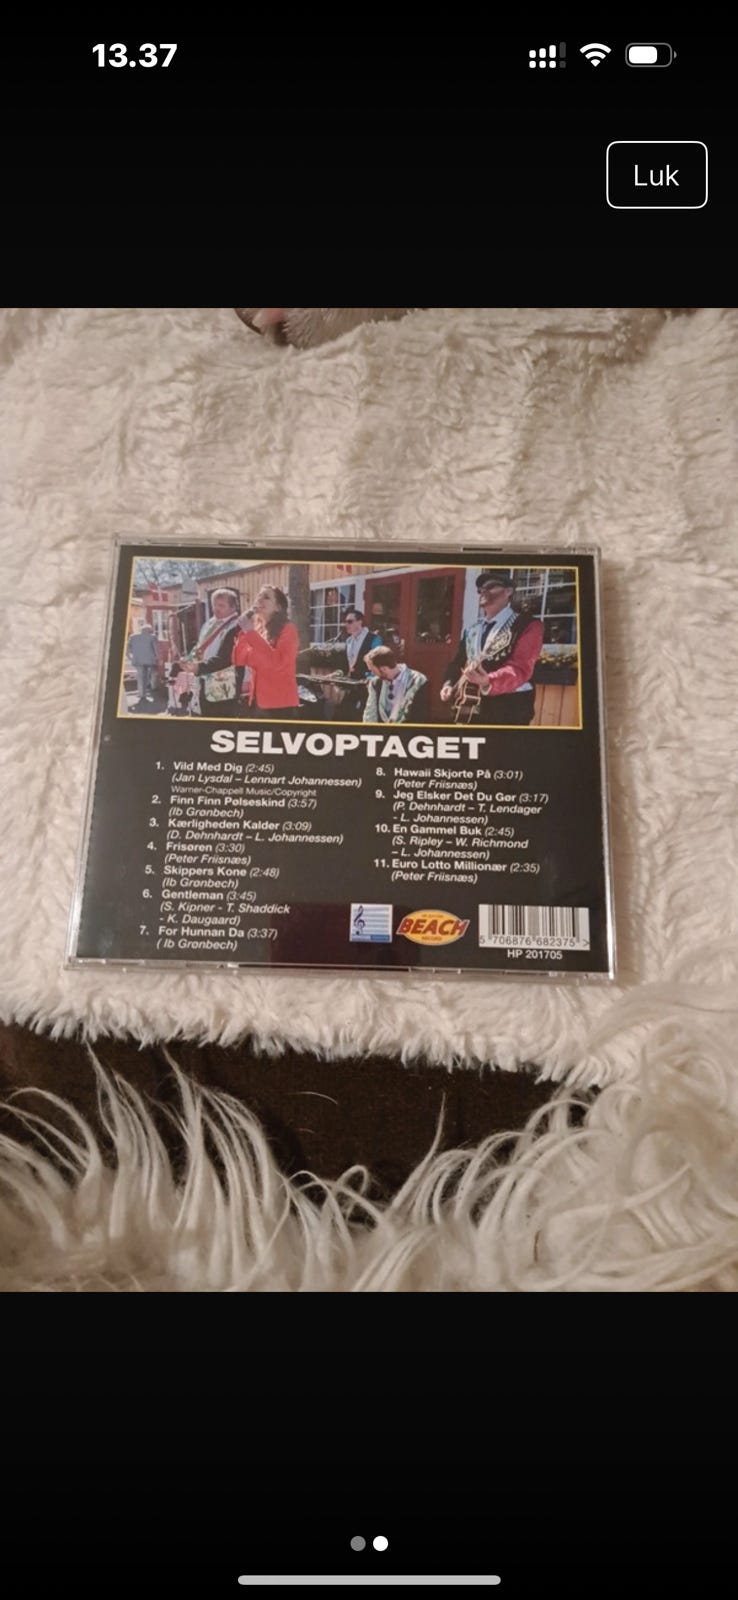 13.37
Luk
SELVOPTAGET
1. Vild Med Dig (2:45)
(Jan Lysdal – Lennart Johannessen)
Warner-Chappell Music/Copyright
2. Finn Finn Pølseskind (3:57)
(Ib Grønbech)
3. Kærligheden Kalder (3:09)
(D. Dehnhardt – L. Johannessen)
4. Frisøren (3:30)
(Peter Friisnæs)
5. Skippers Kone (2:48)
(Ib Grønbech)
6. Gentleman (3:45)
(S. Kipner - T. Shaddick
- K. Daugaard)
7. For Hunnan Da (3:37)
( Ib Grønbech)
8. Hawaii Skjorte På (3:01)
(Peter Friisnæs)
9. Jeg Elsker Det Du Gør (3:17)
(P. Dehnhardt – T. Lendager
- L. Johannesen)
10. En Gammel Buk (2:45)
(S. Ripley – W. Richmond
– L. Johannesen)
11. Euro Lotto Millionær (2:35)
(Peter Friisnæs)
BEACH
RECORD
5 706876 682375 >
HP 201705